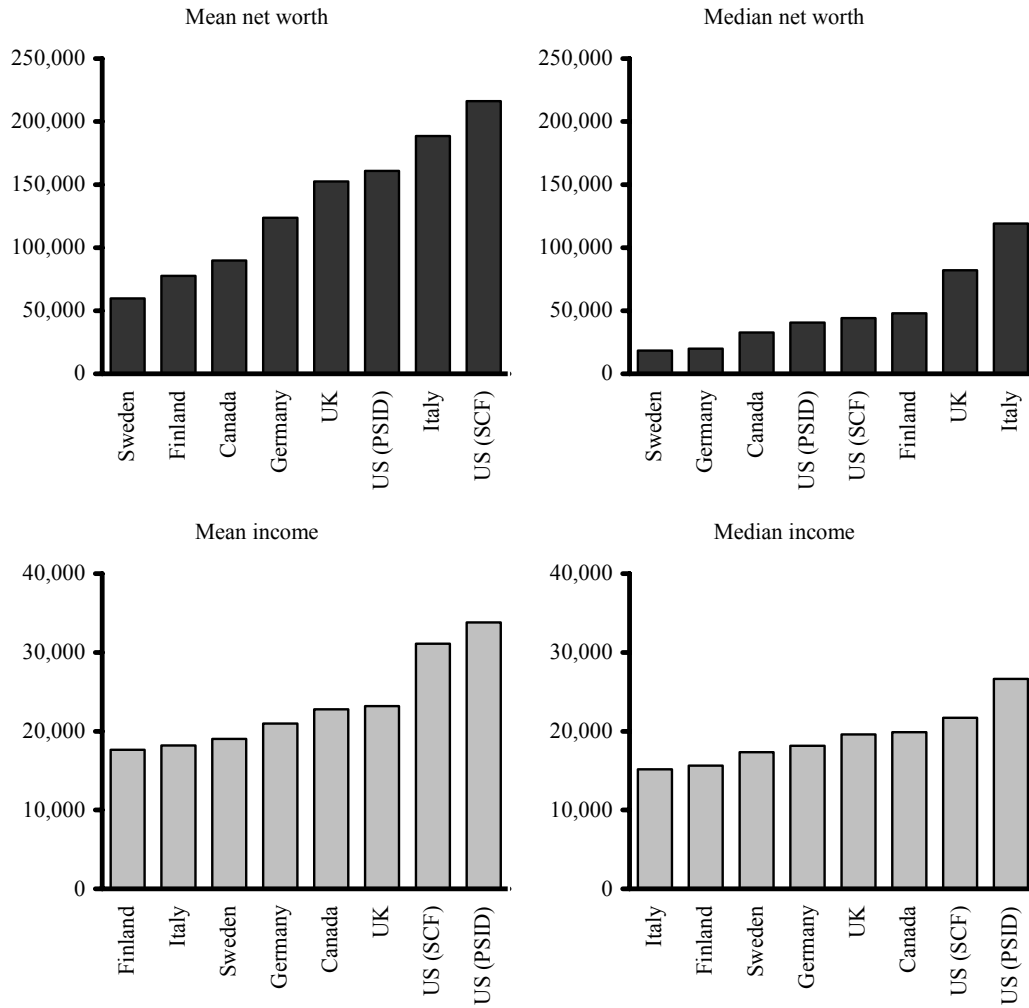 Mean net worth
250,000
200,000
150,000
100,000
50,000
0
Sweden
Finland
Canada
Germany
UK
US (PSID)
Italy
US (SCF)
Median net worth
250,000
200,000
150,000
100,000
50,000
0
Sweden
Germany
Canada
US (PSID)
US (SCF)
Finland
UK
Italy
Mean income
40,000
30,000
20,000
10,000
0
Finland
Italy
Sweden
Germany
Canada
UK
US (SCF)
US (PSID)
Median income
40,000
30,000
20,000
10,000
0
Italy
Finland
Sweden
Germany
UK
Canada
US (SCF)
US (PSID)